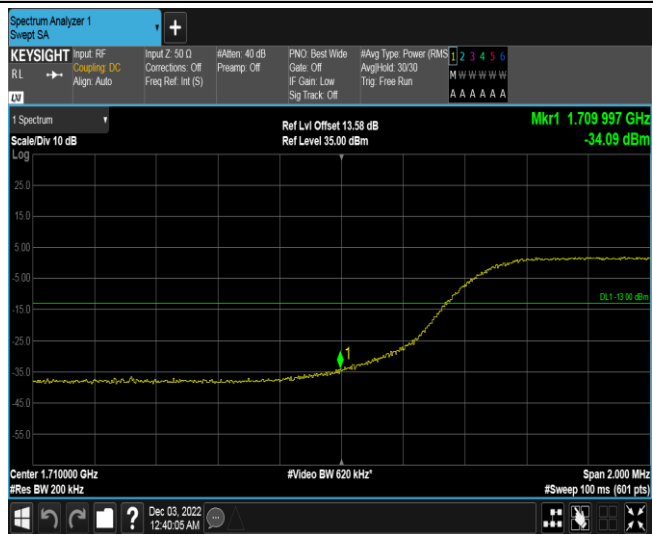 Spectrum Analyzer 1
Swept SA
+
KEYSIGHT
RL
LXI
Input: RF
Coupling: DC
Align: Auto
Input Z: 50 Ω
Corrections: Off
Freq Ref: Int (S)
#Atten: 40 dB
Preamp: Off
PNO: Best Wide
Gate: Off
IF Gain: Low
Sig Track: Off
#Avg Type: Power (RMS
Avg|Hold: 30/30
Trig: Free Run
1 2 3 4 5 6
M W W W W W
A A A A A A
1 Spectrum
Scale/Div 10 dB
Ref Lvl Offset 13.58 dB
Ref Level 35.00 dBm
Mkr1 1.709 997 GHz
-34.09 dBm
Log
25.0
15.0
5.00
-5.00
DL1 -13.00 dBm
-15.0
-25.0
1
-35.0
-45.0
-55.0
Center 1.710000 GHz
#Res BW 200 kHz
#Video BW 620 kHz*
Span 2.000 MHz
#Sweep 100 ms (601 pts)
?
Dec 03, 2022
12:40:05 AM